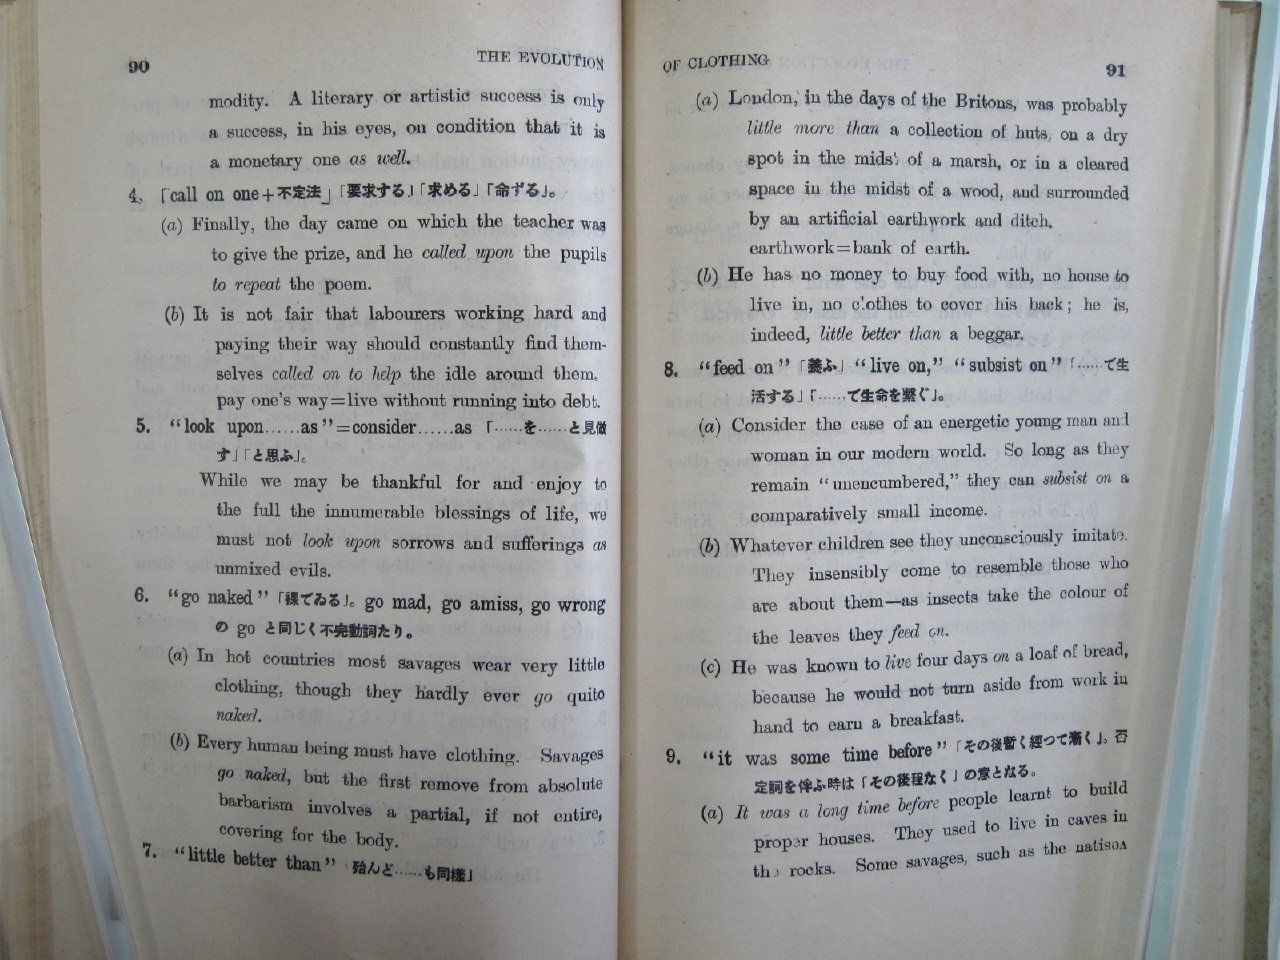 90
THE EVOLUTION
modity. A literary or artistic success is only
a success, in his eyes, on condition that it is
a monetary one as well.
4. 「call on one+不定法」「要求する」「求める」「命ずる」。
(a) Finally, the day came on which the teacher was
to give the prize, and he called upon the pupils
to repeat the poem.
(b) It is not fair that labourers working hard and
paying their way should constantly find them-
selves called on to help the idle around them.
pay one's way=live without running into debt.
5. "look upon......as"=consider......as 「......を......と見做
す」「と思ふ」。
While we may be thankful for and enjoy to
the full the innumerable blessings of life, we
must not look upon sorrows and sufferings as
unmixed evils.
6. "go naked"「裸でゐる」。go mad, go amiss, go wrong
の go と同じく不完動詞たり。
(a) In hot countries most savages wear very little
clothing, though they hardly ever go quite
naked.
(b) Every human being must have clothing. Savages
go naked, but the first remove from absolute
barbarism involves a partial, if not entire,
covering for the body.
7. "little better than" 「殆んど......も同樣」
OF CLOTHING
91
(a) London, in the days of the Britons, was probably
little more than a collection of huts, on a dry
spot in the midst of a marsh, or in a cleared
space in the midst of a wood, and surrounded
by an artificial earthwork and ditch.
earthwork=bank of earth.
(b) He has no money to buy food with, no house to
live in, no clothes to cover his back; he is,
indeed, little better than a beggar.
8. "feed on"「養ふ」"live on," "subsist on"「......で生
活する」「......で生命を繋ぐ」。
(a) Consider the case of an energetic young man and
woman in our modern world. So long as they
remain "unencumbered," they can subsist on a
comparatively small income.
(b) Whatever children see they unconsciously imitate.
They insensibly come to resemble those who
are about them—as insects take the colour of
the leaves they feed on.
(c) He was known to live four days on a loaf of bread,
because he would not turn aside from work in
hand to earn a breakfast.
9. "it was some time before"「その後暫く經つて漸く」。否
定詞を伴ふ時は「その後程なく」の意となる。
(a) It was a long time before people learnt to build
proper houses. They used to live in caves in
the rocks. Some savages, such as the natives